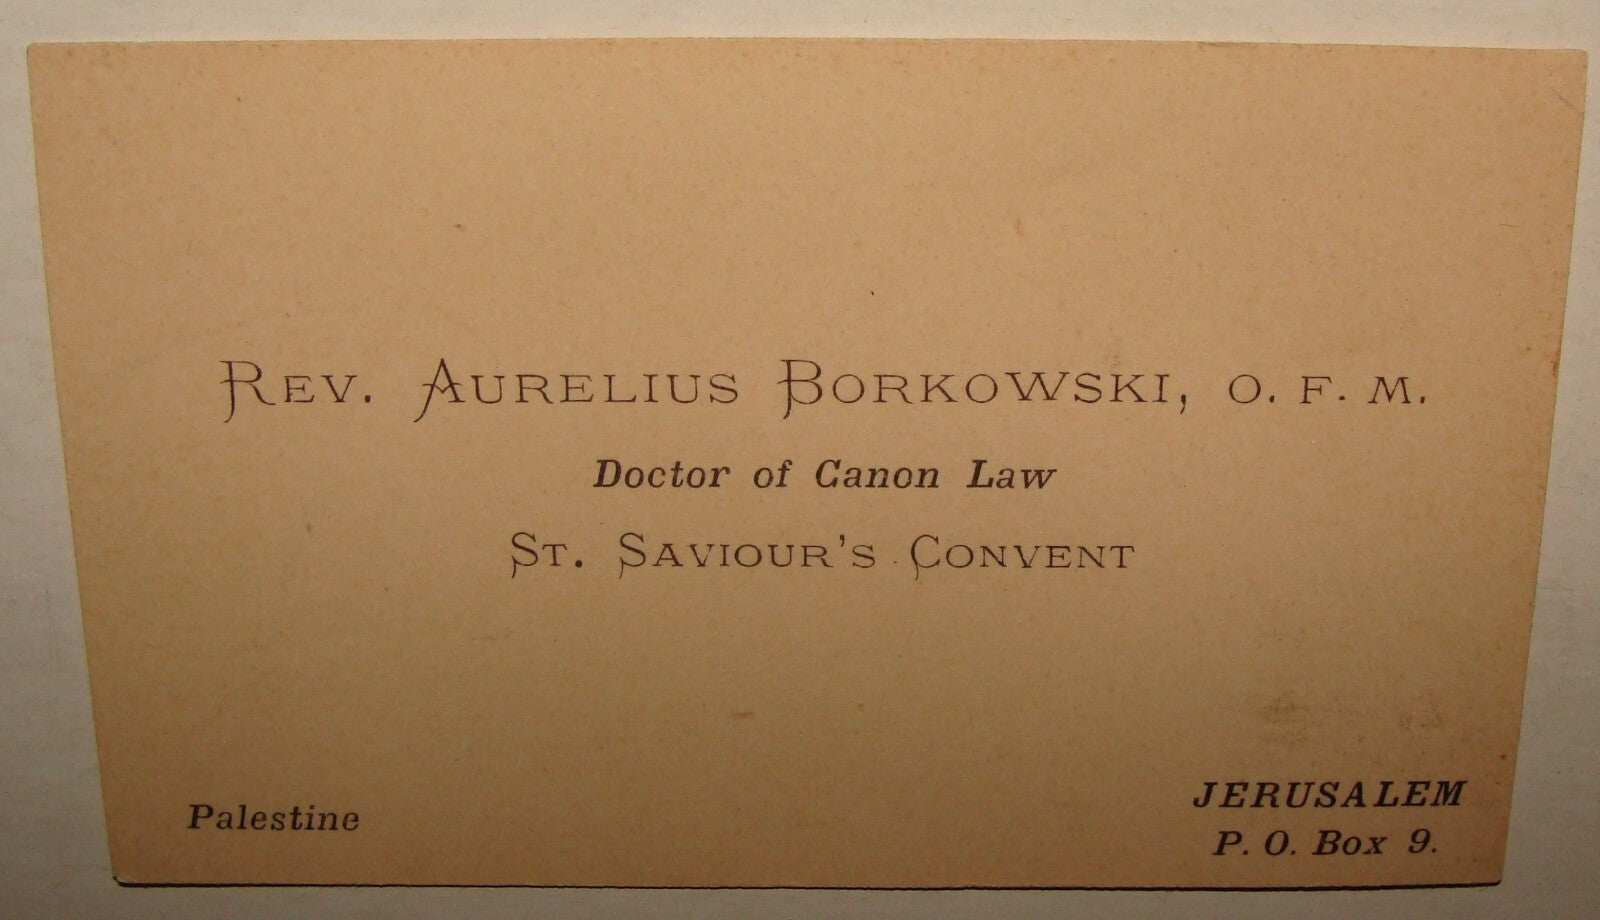 Rev. Aurelius Borkowski, O. F. M.
Doctor of Canon Law
St. Saviour's Convent
Palestine
JERUSALEM
P. O. Box 9.